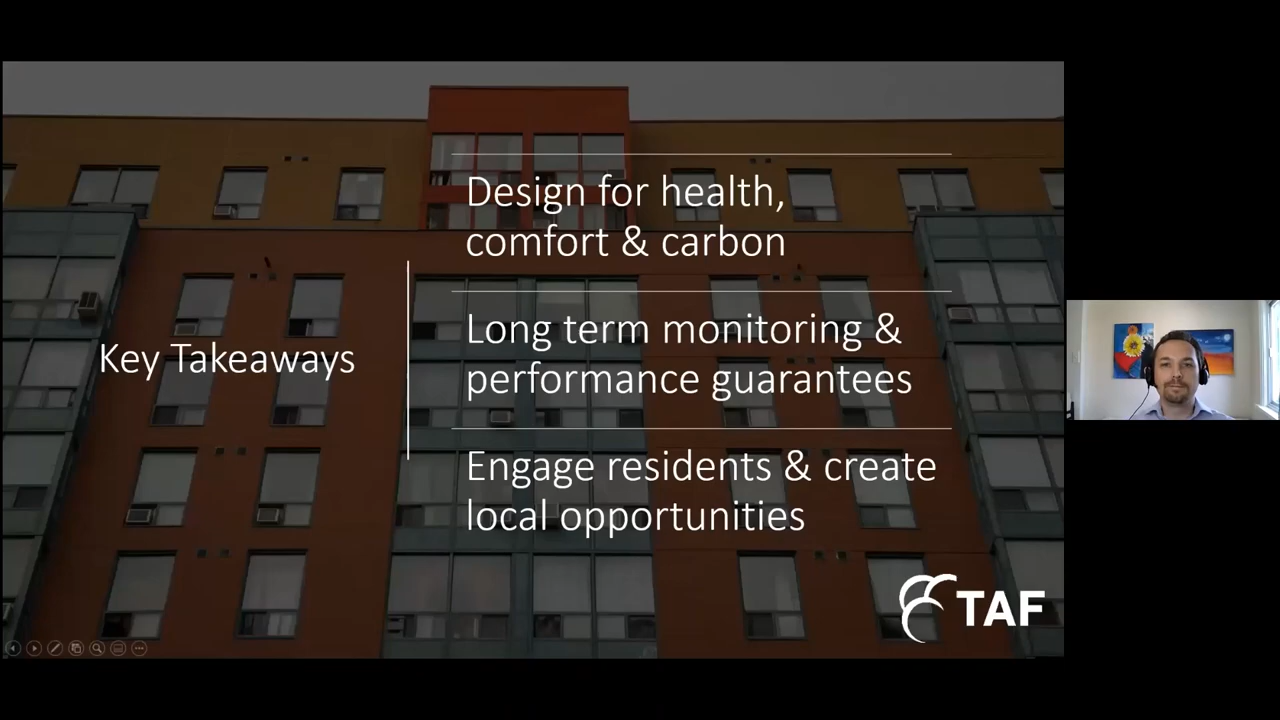 Key Takeaways
Design for health,
comfort & carbon
Long term monitoring &
performance guarantees
Engage residents & create
local opportunities
TAF